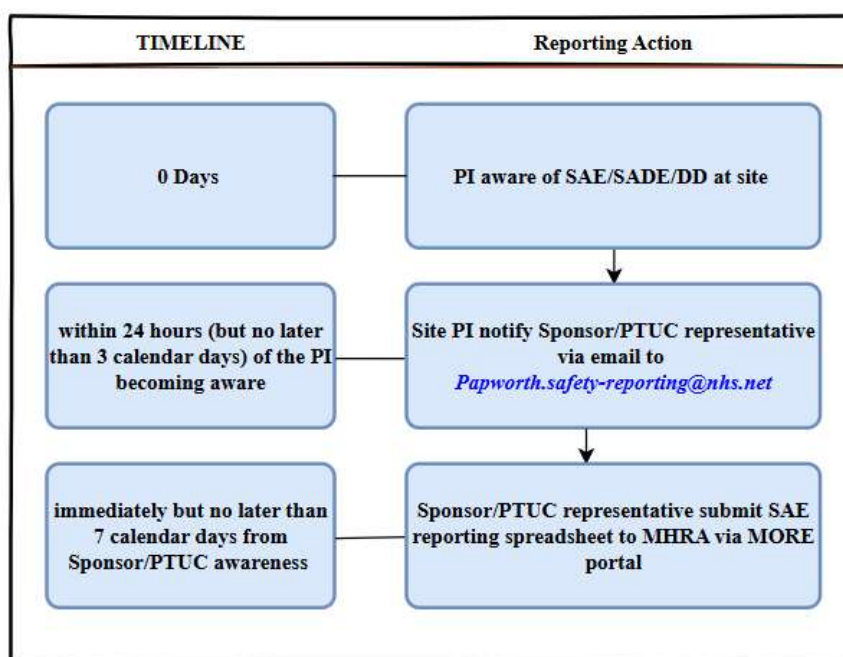 TIMELINE
Reporting Action
0 Days
PI aware of SAE/SADE/DD at site
within 24 hours (but no later
than 3 calendar days) of the PI
becoming aware
Site PI notify Sponsor/PTUC representative
via email to
Papworth.safety-reporting@nhs.net
immediately but no later than
7 calendar days from
Sponsor/PTUC awareness
Sponsor/PTUC representative submit SAE
reporting spreadsheet to MHRA via MORE
portal